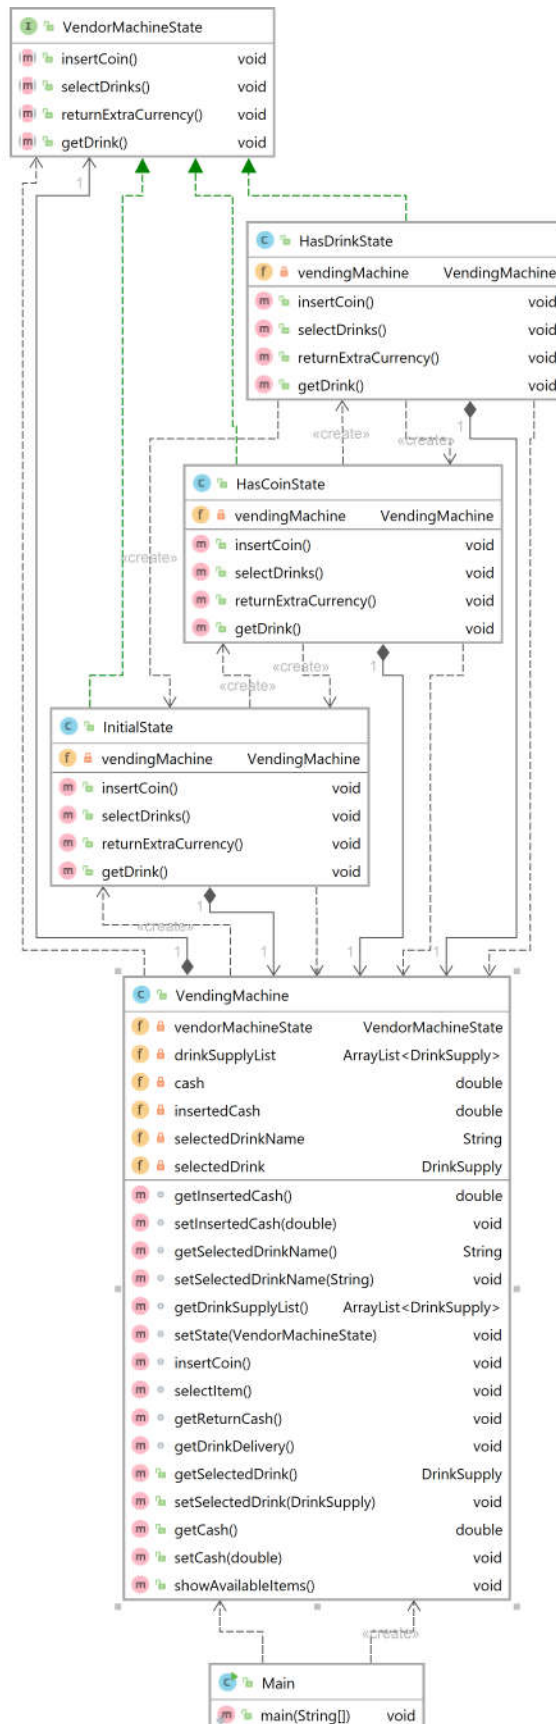 VendorMachineState
insertCoin() void
selectDrinks() void
returnExtraCurrency() void
getDrink() void
1
HasDrinkState
vendingMachine VendingMachine
insertCoin() void
selectDrinks() void
returnExtraCurrency() void
getDrink() void
1
«create»
«create»
HasCoinState
vendingMachine VendingMachine
insertCoin() void
selectDrinks() void
returnExtraCurrency() void
getDrink() void
«create»
1
«create»
«create»
InitialState
vendingMachine VendingMachine
insertCoin() void
selectDrinks() void
returnExtraCurrency() void
getDrink() void
1
«create»
1 1 1 1
VendingMachine
vendorMachineState VendorMachineState
drinkSupplyList ArrayList<DrinkSupply>
cash double
insertedCash double
selectedDrinkName String
selectedDrink DrinkSupply
getInsertedCash() double
setInsertedCash(double) void
getSelectedDrinkName() String
setSelectedDrinkName(String) void
getDrinkSupplyList() ArrayList<DrinkSupply>
setState(VendorMachineState) void
insertCoin() void
selectItem() void
getReturnCash() void
getDrinkDelivery() void
getSelectedDrink() DrinkSupply
setSelectedDrink(DrinkSupply) void
getCash() double
setCash(double) void
showAvailableItems() void
«create»
Main
main(String[]) void